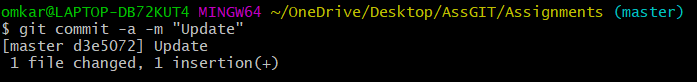 omkar@LAPTOP-DB72KUT4 MINGW64 ~/OneDrive/Desktop/AssGIT/Assignments (master)
$ git commit -a -m "Update"
[master d3e5072] Update
 1 file changed, 1 insertion(+)